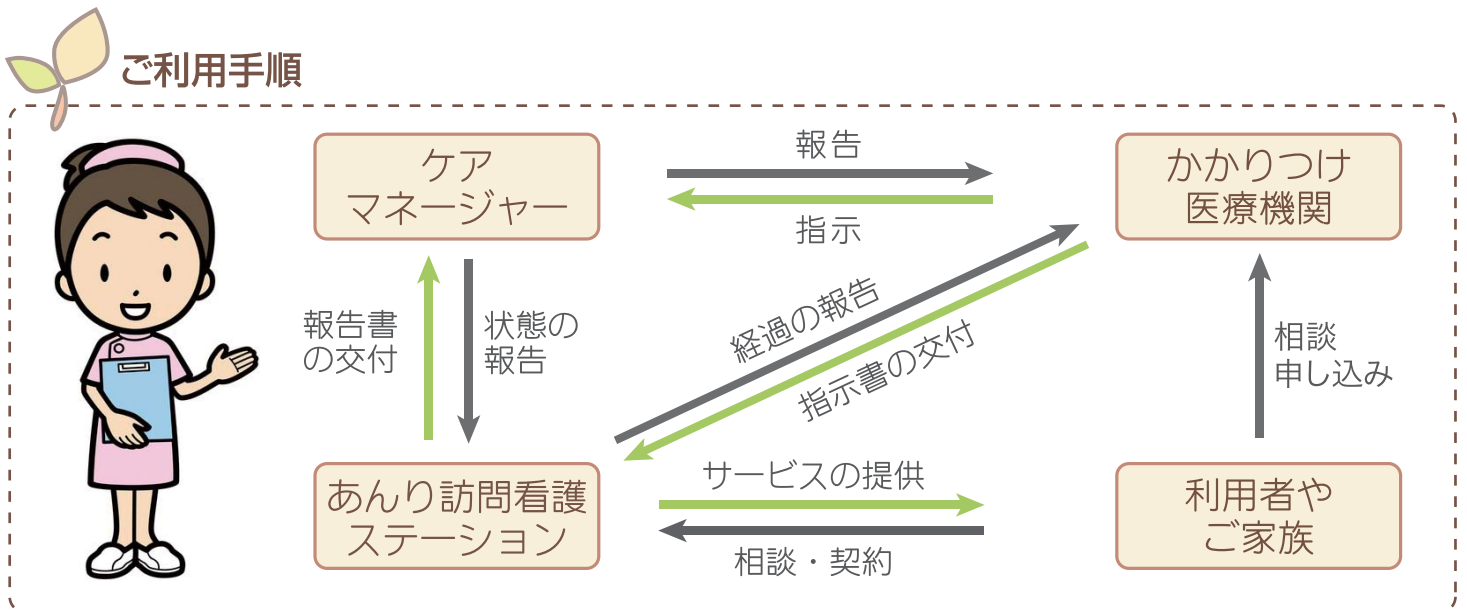 ご利用手順
ケア
マネージャー
報告
指示
かかりつけ
医療機関
報告書
の交付
状態の
報告
経過の報告
指示書の交付
相談
申し込み
あんり訪問看護
ステーション
サービスの提供
相談・契約
利用者や
ご家族